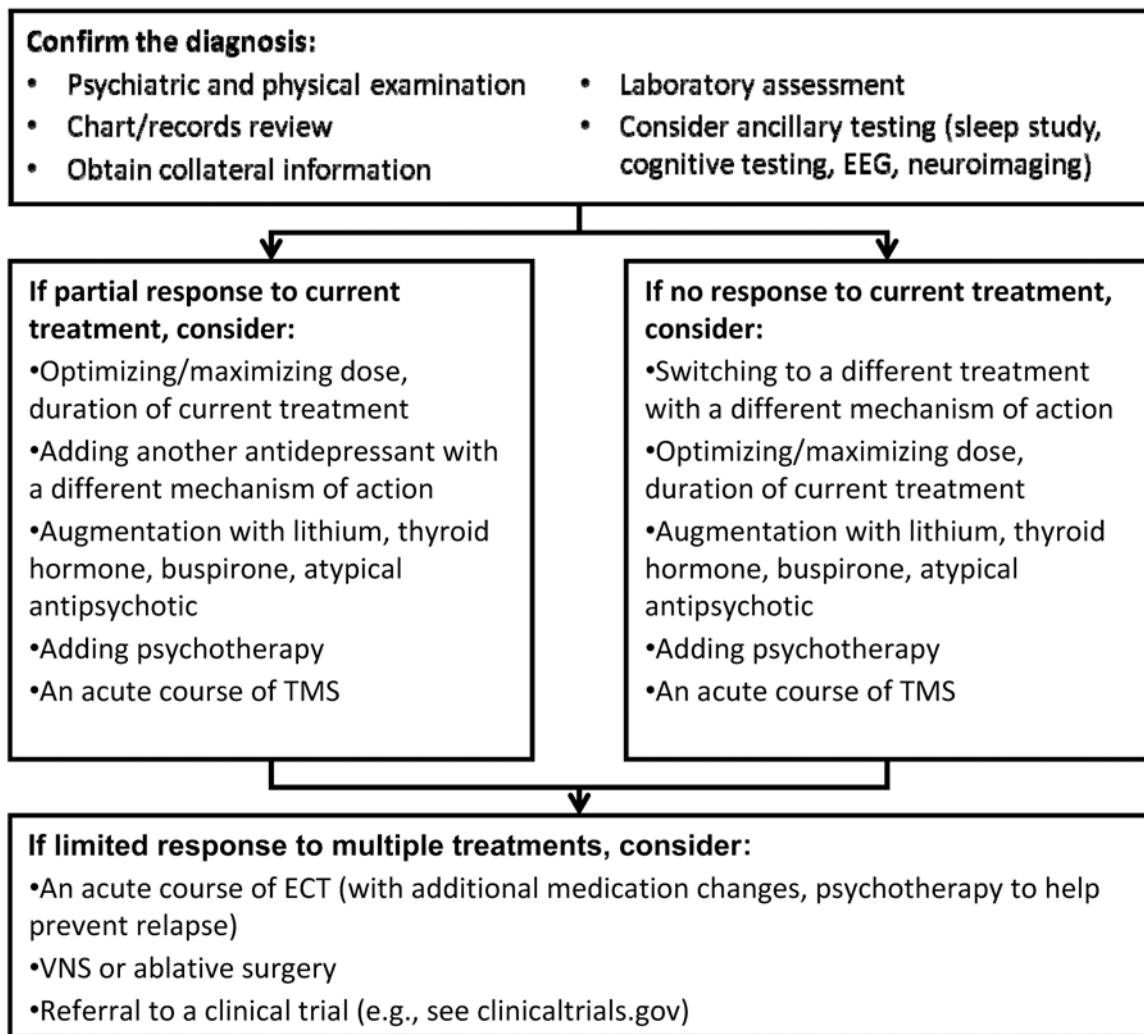 Confirm the diagnosis:
• Psychiatric and physical examination
• Chart/records review
• Obtain collateral information
• Laboratory assessment
• Consider ancillary testing (sleep study,
cognitive testing, EEG, neuroimaging)
If partial response to current
treatment, consider:
•Optimizing/maximizing dose,
duration of current treatment
•Adding another antidepressant with
a different mechanism of action
•Augmentation with lithium, thyroid
hormone, buspirone, atypical
antipsychotic
•Adding psychotherapy
•An acute course of TMS
If no response to current treatment,
consider:
•Switching to a different treatment
with a different mechanism of action
•Optimizing/maximizing dose,
duration of current treatment
•Augmentation with lithium, thyroid
hormone, buspirone, atypical
antipsychotic
•Adding psychotherapy
•An acute course of TMS
If limited response to multiple treatments, consider:
•An acute course of ECT (with additional medication changes, psychotherapy to help
prevent relapse)
•VNS or ablative surgery
•Referral to a clinical trial (e.g., see clinicaltrials.gov)